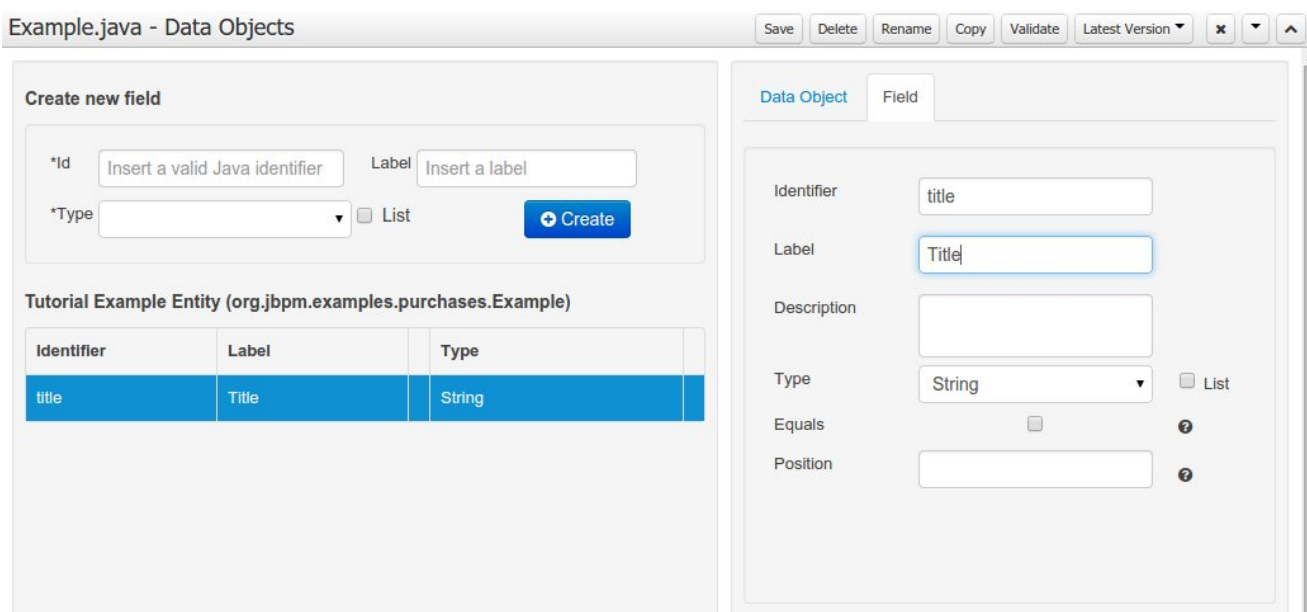 Example.java - Data Objects
Save Delete Rename Copy Validate Latest Version
Create new field
*Id Insert a valid Java identifier Label Insert a label
*Type List Create
Tutorial Example Entity (org.jbpm.examples.purchases.Example)
Identifier Label Type
title Title String
Data Object Field
Identifier title
Label Title
Description
Type String List
Equals
Position